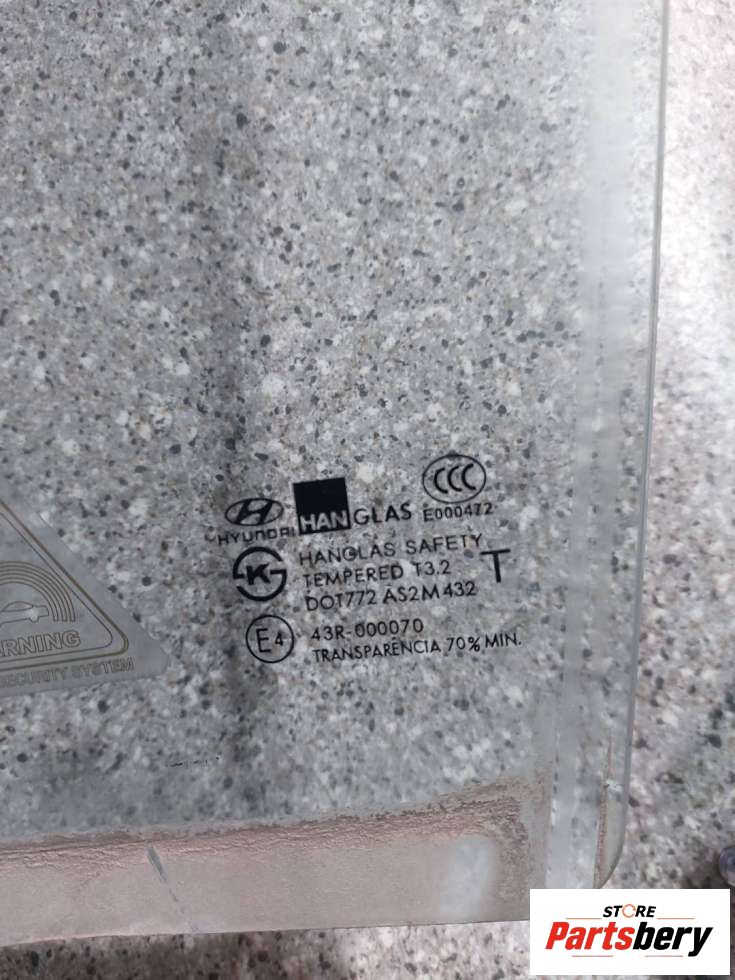 CCC
HYUNDAI HANGLAS E000472
K HANGLAS SAFETY
TEMPERED T3.2 T
DOT772 AS2M432
E4 43R-000070
TRANSPARÊNCIA 70% MIN.
ARNING
SECURITY SYSTEM
STORE
Partsbery